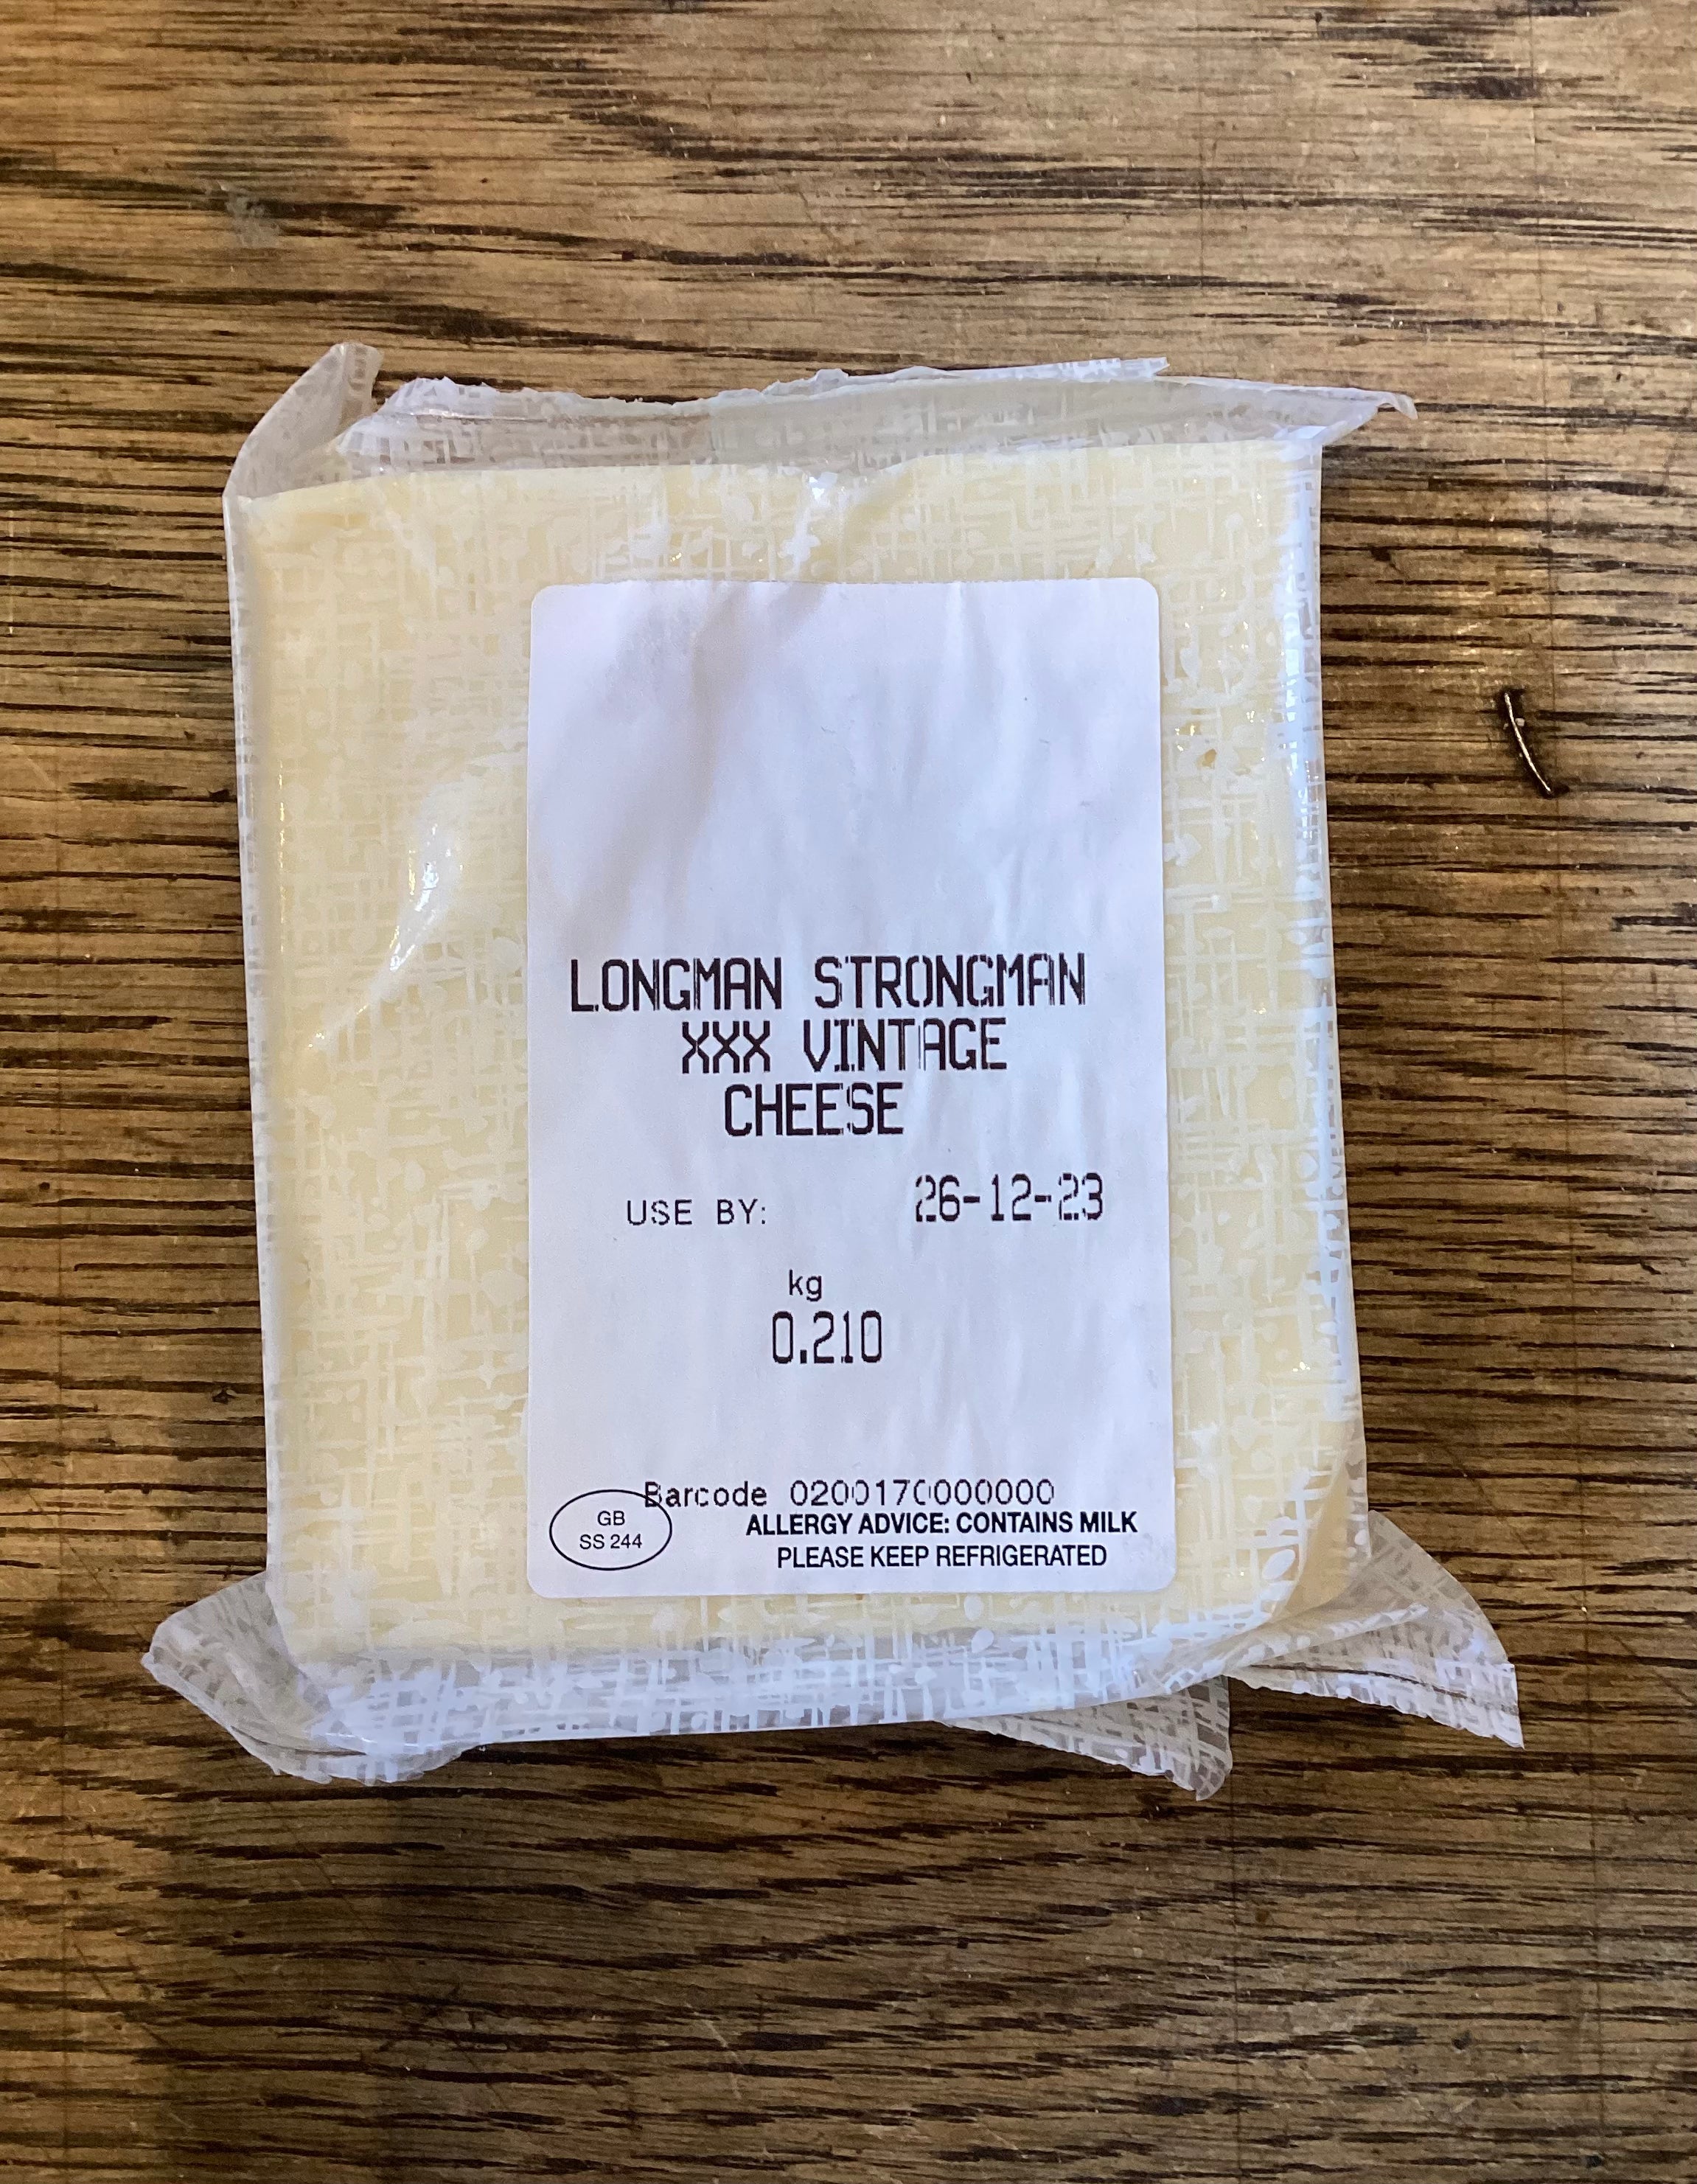 LONGMAN STRONGMAN
XXX VINTAGE
CHEESE
USE BY: 26-12-23
kg
0.210
Barcode 0200170000000
GB
SS 244
ALLERGY ADVICE: CONTAINS MILK
PLEASE KEEP REFRIGERATED